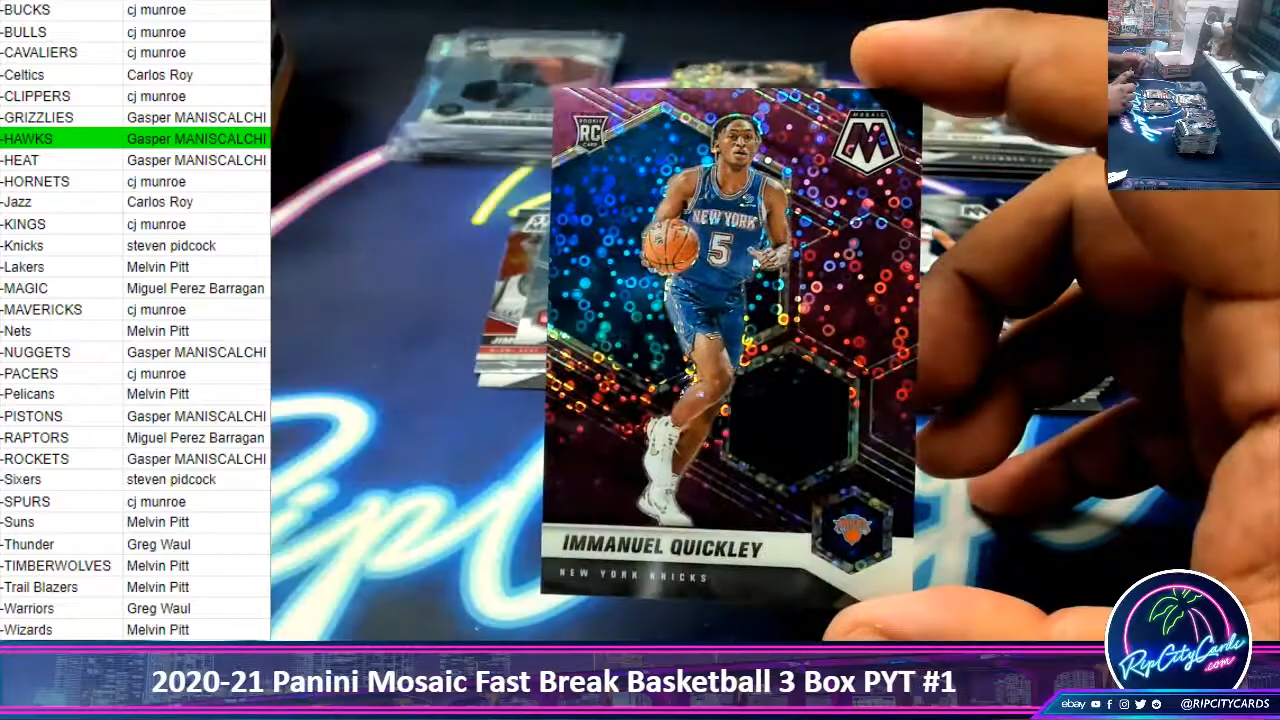 -BUCKS cj munroe
-BULLS cj munroe
-CAVALIERS cj munroe
-Celtics Carlos Roy
-CLIPPERS cj munroe
-GRIZZLIES Gasper MANISCALCHI
-HAWKS Gasper MANISCALCHI
-HEAT Gasper MANISCALCHI
-HORNETS cj munroe
-Jazz Carlos Roy
-KINGS cj munroe
-Knicks steven pidcock
-Lakers Melvin Pitt
-MAGIC Miguel Perez Barragan
-MAVERICKS cj munroe
-Nets Melvin Pitt
-NUGGETS Gasper MANISCALCHI
-PACERS cj munroe
-Pelicans Melvin Pitt
-PISTONS Gasper MANISCALCHI
-RAPTORS Miguel Perez Barragan
-ROCKETS Gasper MANISCALCHI
-Sixers steven pidcock
-SPURS cj munroe
-Suns Melvin Pitt
-Thunder Greg Waul
-TIMBERWOLVES Melvin Pitt
-Trail Blazers Melvin Pitt
-Warriors Greg Waul
-Wizards Melvin Pitt
ROOKIE
RC
CARD
MOSAIC
M
NEW YORK
5
IMMANUEL QUICKLEY
NEW YORK KNICKS
2020-21 Panini Mosaic Fast Break Basketball 3 Box PYT #1
RipCityCards
.com
ebay
@RIPCITYCARDS